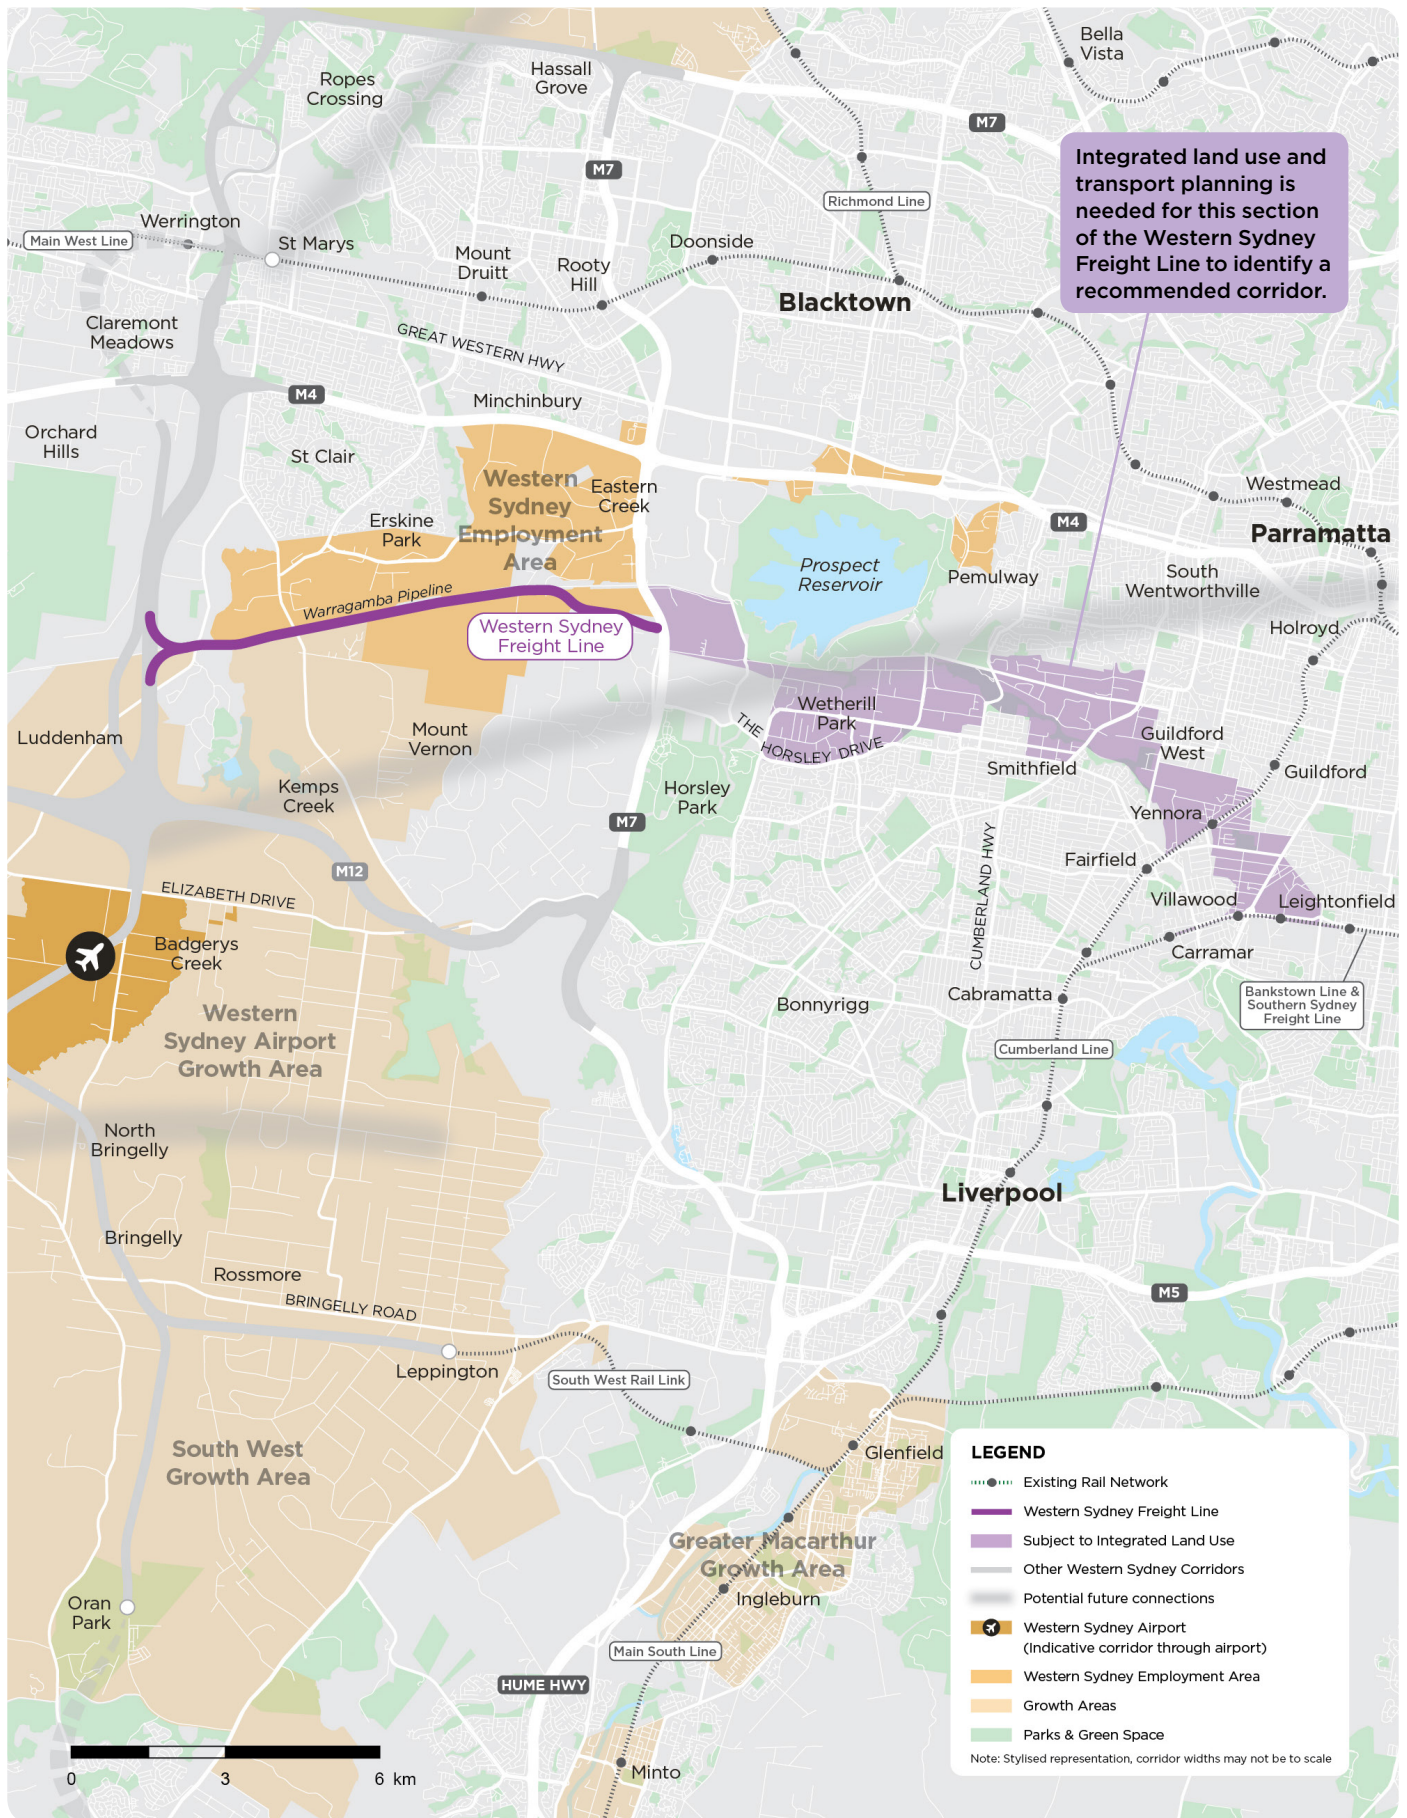 Bella
Vista
Ropes
Crossing
Hassall
Grove
M7
M7
Integrated land use and
transport planning is
needed for this section
of the Western Sydney
Freight Line to identify a
recommended corridor.
Richmond Line
Werrington
Main West Line
St Marys
Doonside
Mount
Druitt
Rooty
Hill
Blacktown
Claremont
Meadows
GREAT WESTERN HWY
M4
Minchinbury
Orchard
Hills
St Clair
Western
Sydney
Employment
Area
Eastern
Creek
Westmead
Erskine
Park
M4
Parramatta
Prospect
Reservoir
Pemulway
South
Wentworthville
Warragamba Pipeline
Western Sydney
Freight Line
Holroyd
Wetherill
Park
Luddenham
Mount
Vernon
THE HORSLEY DRIVE
Guildford
West
Smithfield
Guildford
Kemps
Creek
Horsley
Park
Yennora
M7
CUMBERLAND HWY
Fairfield
M12
ELIZABETH DRIVE
Villawood
Leightonfield
Badgerys
Creek
Carramar
Cabramatta
Bonnyrigg
Bankstown Line &
Southern Sydney
Freight Line
Western
Sydney Airport
Growth Area
Cumberland Line
North
Bringelly
Liverpool
Bringelly
Rossmore
BRINGELLY ROAD
M5
Leppington
South West Rail Link
South West
Growth Area
Glenfield
Greater Macarthur
Growth Area
Ingleburn
Oran
Park
Main South Line
HUME HWY
Minto
0 3 6 km
LEGEND
Existing Rail Network
Western Sydney Freight Line
Subject to Integrated Land Use
Other Western Sydney Corridors
Potential future connections
Western Sydney Airport
(Indicative corridor through airport)
Western Sydney Employment Area
Growth Areas
Parks & Green Space
Note: Stylised representation, corridor widths may not be to scale